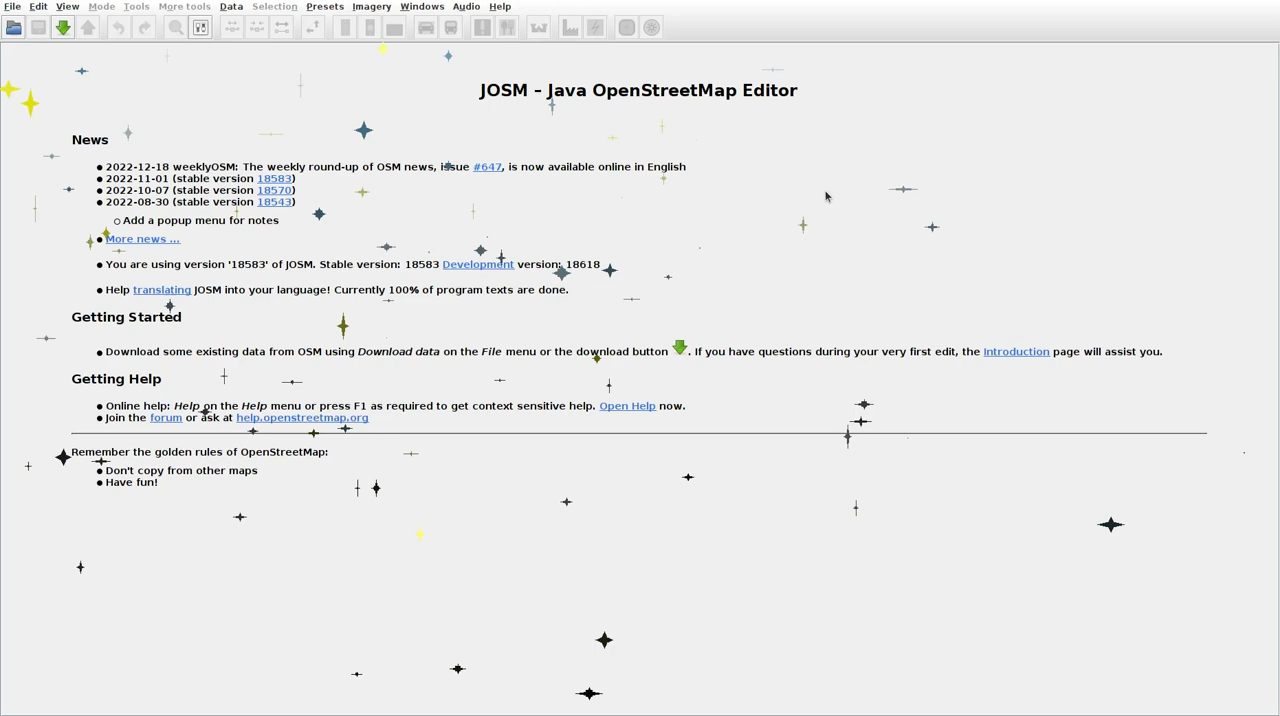 File Edit View Mode Tools More tools Data Selection Presets Imagery Windows Audio Help
JOSM – Java OpenStreetMap Editor
News
● 2022-12-18 weeklyOSM: The weekly round-up of OSM news, issue #647, is now available online in English
● 2022-11-01 (stable version 18583)
● 2022-10-07 (stable version 18570)
● 2022-08-30 (stable version 18543)
○ Add a popup menu for notes
● More news ...
● You are using version '18583' of JOSM. Stable version: 18583 Development version: 18618
● Help translating JOSM into your language! Currently 100% of program texts are done.
Getting Started
● Download some existing data from OSM using Download data on the File menu or the download button . If you have questions during your very first edit, the Introduction page will assist you.
Getting Help
● Online help: Help on the Help menu or press F1 as required to get context sensitive help. Open Help now.
● Join the forum or ask at help.openstreetmap.org
Remember the golden rules of OpenStreetMap:
● Don't copy from other maps
● Have fun!